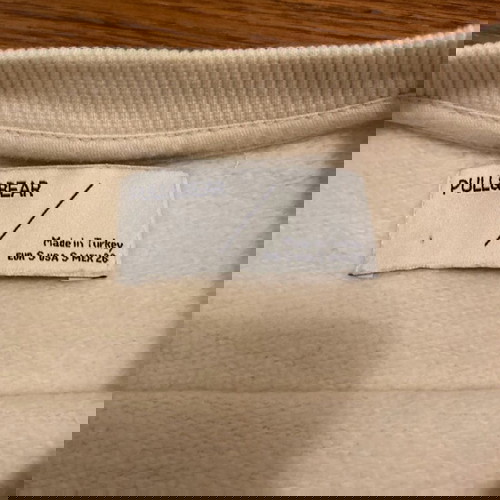 PULL&BEAR
Made in Turkey
EUR S USA S MEX 26